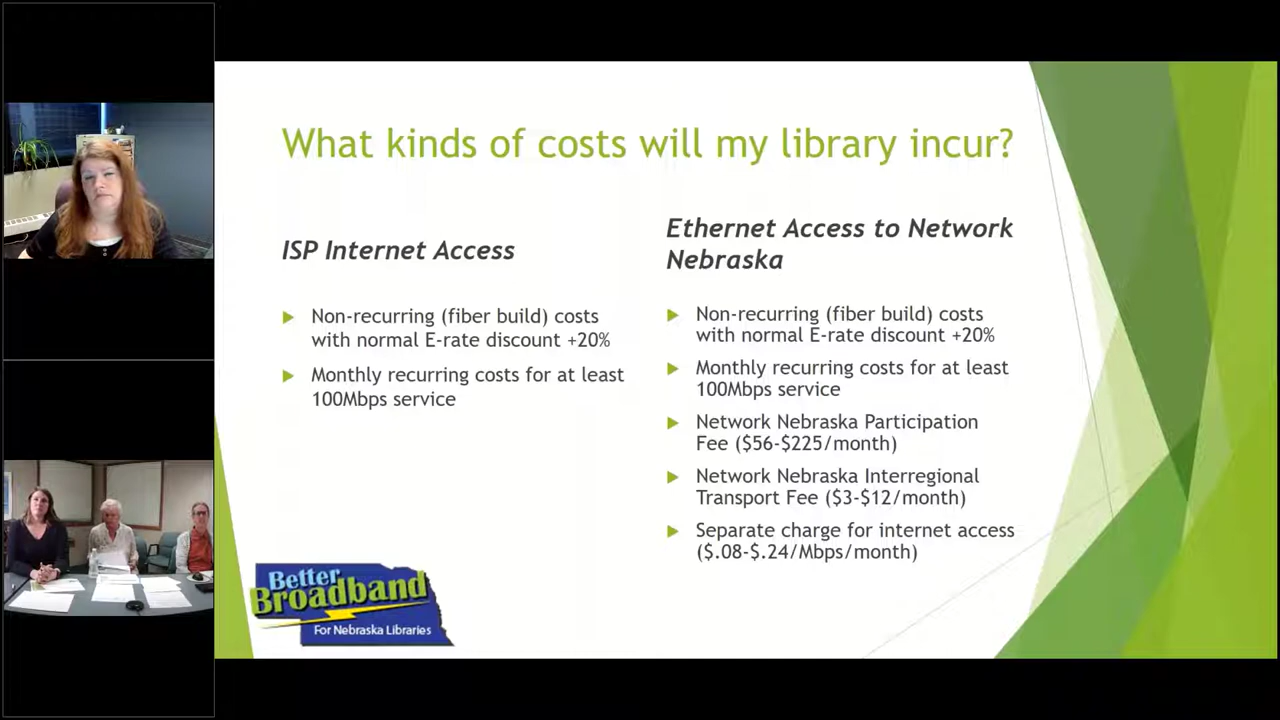 What kinds of costs will my library incur?
ISP Internet Access
Non-recurring (fiber build) costs
with normal E-rate discount +20%
Monthly recurring costs for at least
100Mbps service
Ethernet Access to Network
Nebraska
Non-recurring (fiber build) costs
with normal E-rate discount +20%
Monthly recurring costs for at least
100Mbps service
Network Nebraska Participation
Fee ($56-$225/month)
Network Nebraska Interregional
Transport Fee ($3-$12/month)
Separate charge for internet access
($.08-$.24/Mbps/month)
Better
Broadband
For Nebraska Libraries